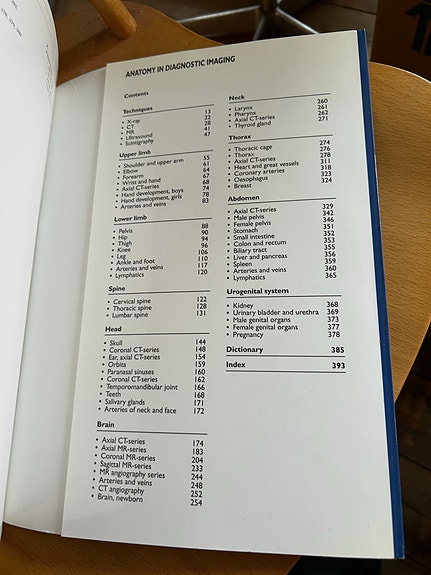 ANATOMY IN DIAGNOSTIC IMAGING
Contents
Techniques
• X-ray 13
• CT 22
• MR 28
• Ultrasound 41
• Scintigraphy 47
Upper limb
• Shoulder and upper arm 55
• Elbow 61
• Forearm 64
• Wrist and hand 67
• Axial CT-series 68
• Hand development, boys 74
• Hand development, girls 78
• Arteries and veins 83
Lower limb
• Pelvis 88
• Hip 90
• Thigh 94
• Knee 96
• Leg 106
• Ankle and foot 110
• Arteries and veins 117
• Lymphatics 120
Spine
• Cervical spine 122
• Thoracic spine 128
• Lumbar spine 131
Head
• Skull 144
• Coronal CT-series 148
• Ear, axial CT-series 154
• Orbita 159
• Paranasal sinuses 160
• Coronal CT-series 162
• Temporomandibular joint 166
• Teeth 168
• Salivary glands 171
• Arteries of neck and face 172
Brain
• Axial CT-series 174
• Axial MR-series 183
• Coronal MR-series 204
• Sagittal MR-series 233
• MR angiography series 244
• Arteries and veins 248
• CT angiography 252
• Brain, newborn 254
Neck
• Larynx 260
• Pharynx 261
• Axial CT-series 262
• Thyroid gland 271
Thorax
• Thoracic cage 274
• Thorax 276
• Axial CT-series 278
• Heart and great vessels 311
• Coronary arteries 318
• Oesophagus 323
• Breast 324
Abdomen
• Axial CT-series 329
• Male pelvis 342
• Female pelvis 346
• Stomach 351
• Small intestine 352
• Colon and rectum 353
• Biliary tract 355
• Liver and pancreas 356
• Spleen 359
• Arteries and veins 360
• Lymphatics 365
Urogenital system
• Kidney 368
• Urinary bladder and urethra 369
• Male genital organs 373
• Female genital organs 377
• Pregnancy 378
Dictionary 385
Index 393